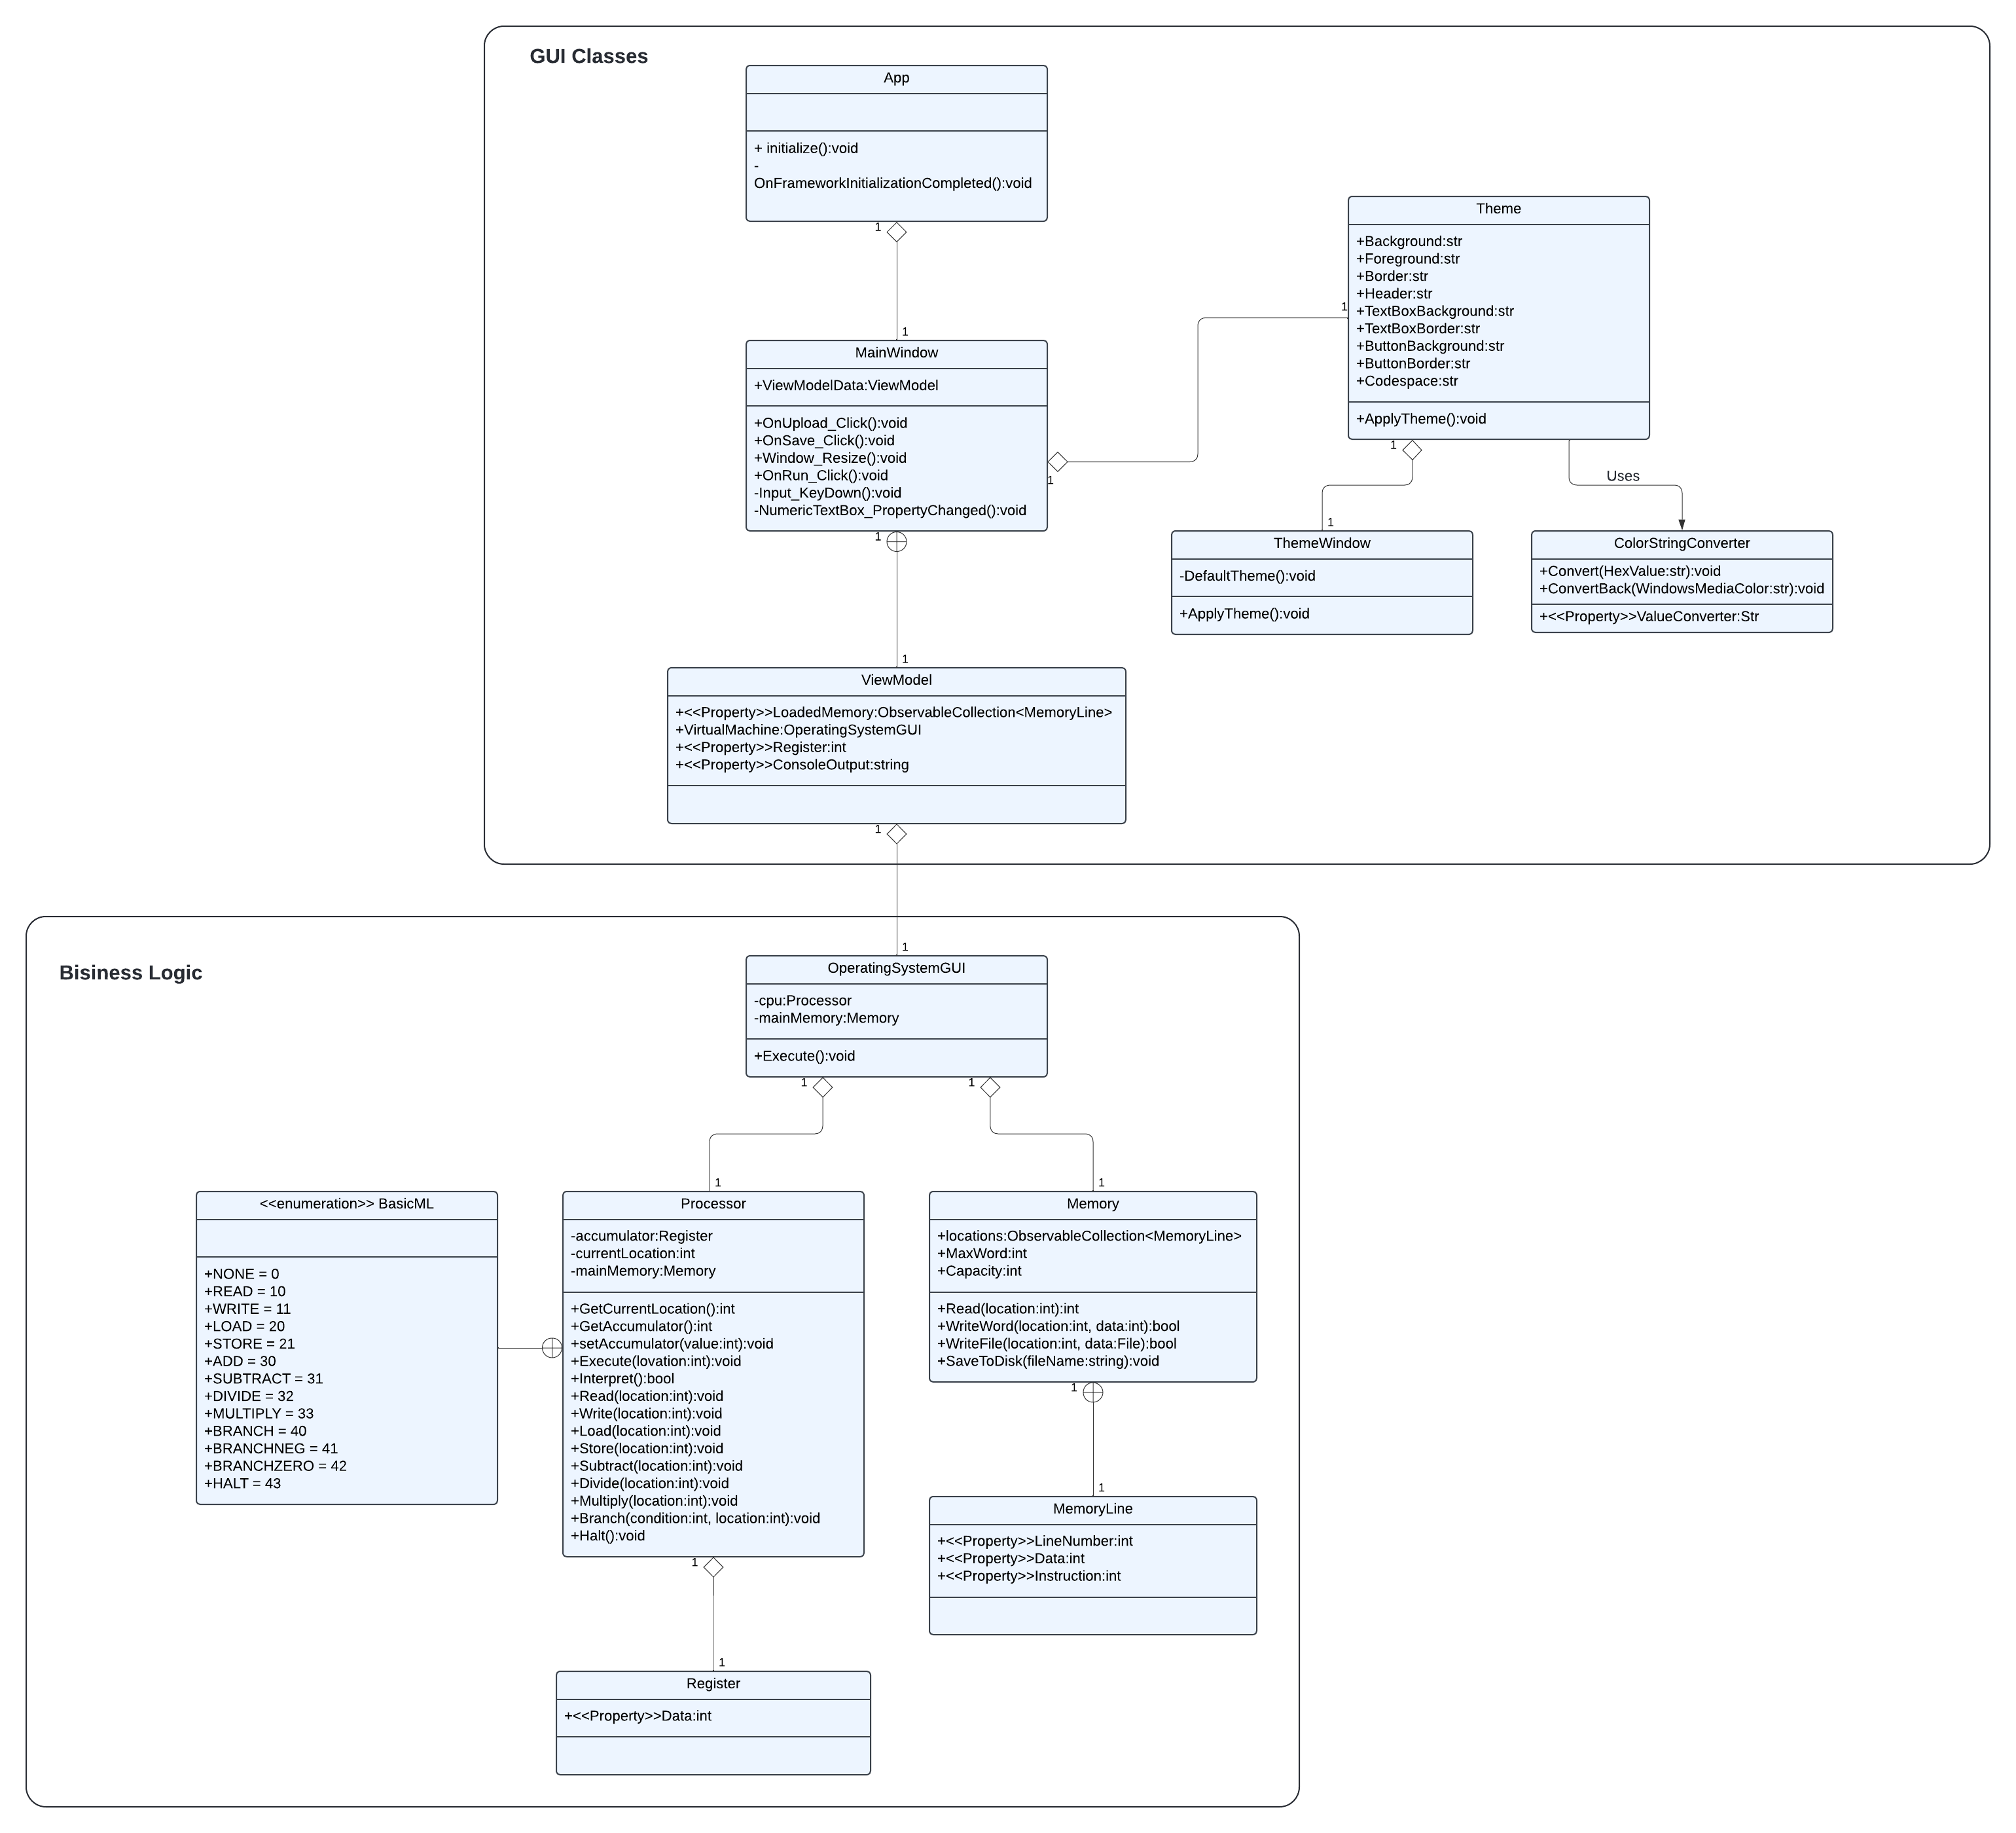 GUI Classes
App
+ initialize():void
-
OnFrameworkInitializationCompleted():void
1
1
MainWindow
+ViewModelData:ViewModel
+OnUpload_Click():void
+OnSave_Click():void
+Window_Resize():void
+OnRun_Click():void
-Input_KeyDown():void
-NumericTextBox_PropertyChanged():void
1
1
Theme
+Background:str
+Foreground:str
+Border:str
+Header:str
+TextBoxBackground:str
+TextBoxBorder:str
+ButtonBackground:str
+ButtonBorder:str
+Codespace:str
+ApplyTheme():void
1
Uses
1
ThemeWindow
-DefaultTheme():void
+ApplyTheme():void
ColorStringConverter
+Convert(HexValue:str):void
+ConvertBack(WindowsMediaColor:str):void
+<<Property>>ValueConverter:Str
1
1
ViewModel
+<<Property>>LoadedMemory:ObservableCollection<MemoryLine>
+VirtualMachine:OperatingSystemGUI
+<<Property>>Register:int
+<<Property>>ConsoleOutput:string
1
1
Bisiness Logic
OperatingSystemGUI
-cpu:Processor
-mainMemory:Memory
+Execute():void
1
1
1
1
<<enumeration>> BasicML
+NONE = 0
+READ = 10
+WRITE = 11
+LOAD = 20
+STORE = 21
+ADD = 30
+SUBTRACT = 31
+DIVIDE = 32
+MULTIPLY = 33
+BRANCH = 40
+BRANCHNEG = 41
+BRANCHZERO = 42
+HALT = 43
Processor
-accumulator:Register
-currentLocation:int
-mainMemory:Memory
+GetCurrentLocation():int
+GetAccumulator():int
+setAccumulator(value:int):void
+Execute(lovation:int):void
+Interpret():bool
+Read(location:int):void
+Write(location:int):void
+Load(location:int):void
+Store(location:int):void
+Subtract(location:int):void
+Divide(location:int):void
+Multiply(location:int):void
+Branch(condition:int, location:int):void
+Halt():void
Memory
+locations:ObservableCollection<MemoryLine>
+MaxWord:int
+Capacity:int
+Read(location:int):int
+WriteWord(location:int, data:int):bool
+WriteFile(location:int, data:File):bool
+SaveToDisk(fileName:string):void
1
1
MemoryLine
+<<Property>>LineNumber:int
+<<Property>>Data:int
+<<Property>>Instruction:int
1
1
Register
+<<Property>>Data:int